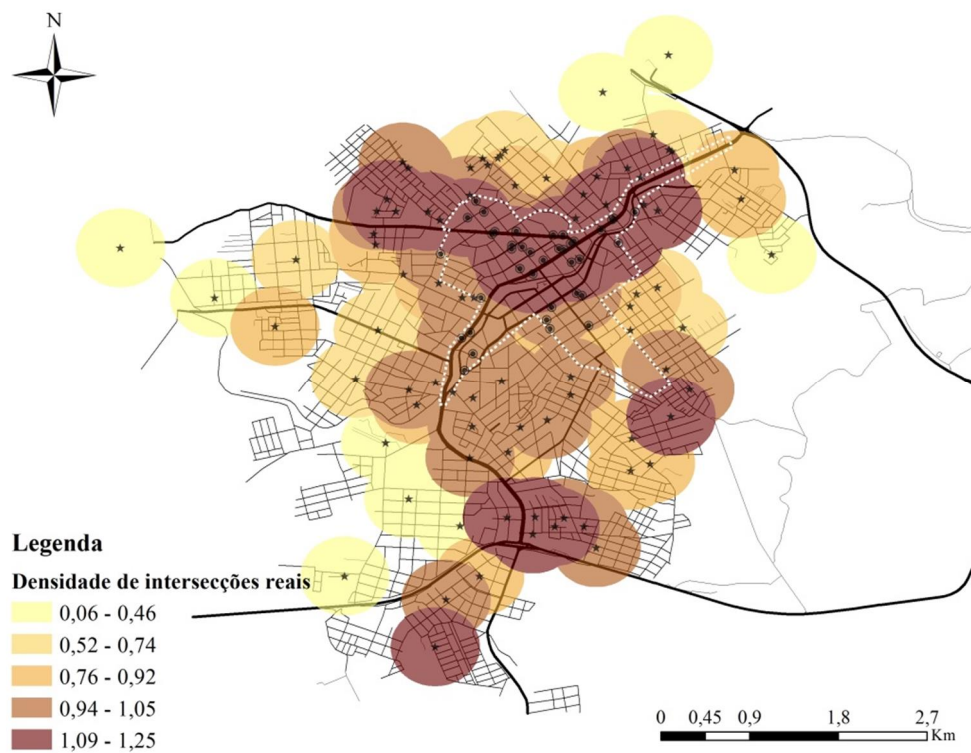 N
Legenda
Densidade de intersecções reais
0,06 - 0,46
0,52 - 0,74
0,76 - 0,92
0,94 - 1,05
1,09 - 1,25
0 0,45 0,9 1,8 2,7
Km